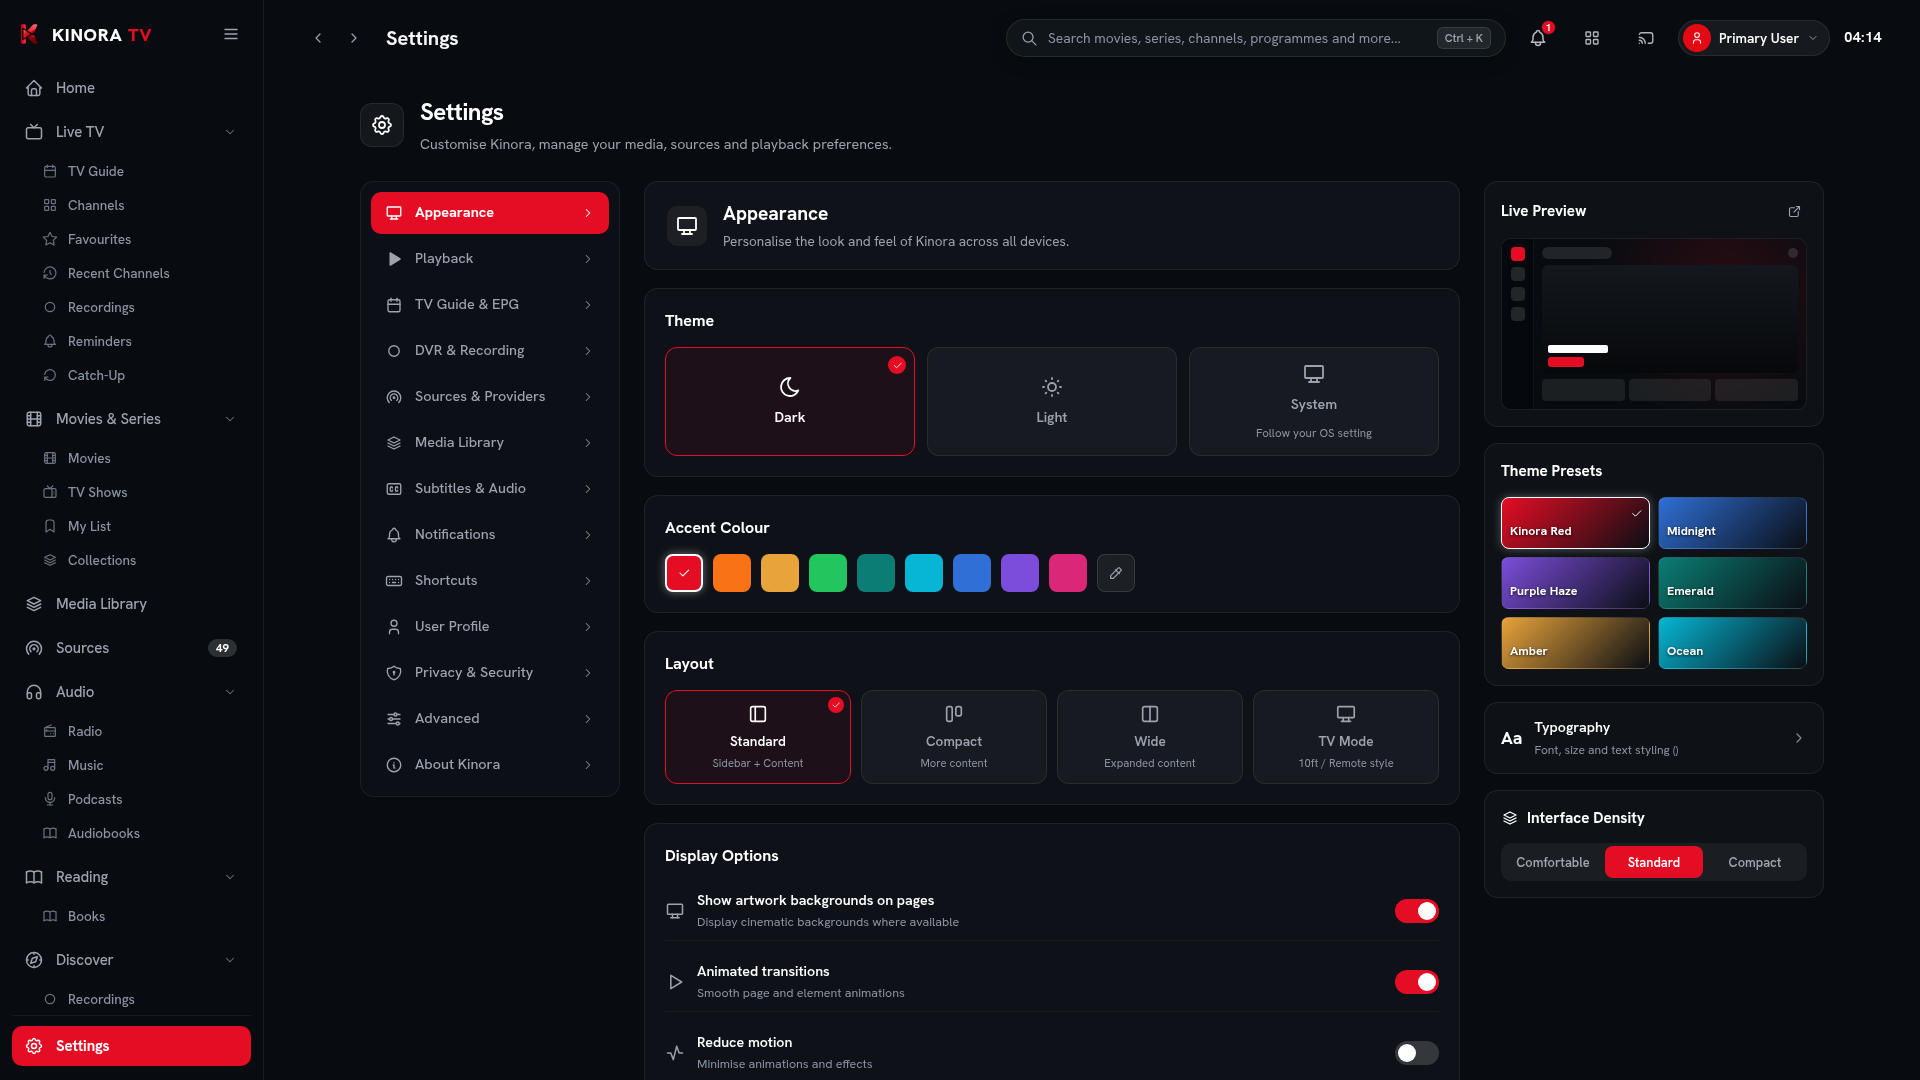 KINORA TV
Home
Live TV
TV Guide
Channels
Favourites
Recent Channels
Recordings
Reminders
Catch-Up
Movies & Series
Movies
TV Shows
My List
Collections
Media Library
Sources
49
Audio
Radio
Music
Podcasts
Audiobooks
Reading
Books
Discover
Recordings
Settings
Settings
Search movies, series, channels, programmes and more...
Ctrl + K
1
Primary User
04:14
Settings
Customise Kinora, manage your media, sources and playback preferences.
Appearance
Playback
TV Guide & EPG
DVR & Recording
Sources & Providers
Media Library
Subtitles & Audio
Notifications
Shortcuts
User Profile
Privacy & Security
Advanced
About Kinora
Appearance
Personalise the look and feel of Kinora across all devices.
Theme
Dark
Light
System
Follow your OS setting
Accent Colour
Layout
Standard
Sidebar + Content
Compact
More content
Wide
Expanded content
TV Mode
10ft / Remote style
Display Options
Show artwork backgrounds on pages
Display cinematic backgrounds where available
Animated transitions
Smooth page and element animations
Reduce motion
Minimise animations and effects
Live Preview
Theme Presets
Kinora Red
Midnight
Purple Haze
Emerald
Amber
Ocean
Aa
Typography
Font, size and text styling ()
Interface Density
Comfortable
Standard
Compact